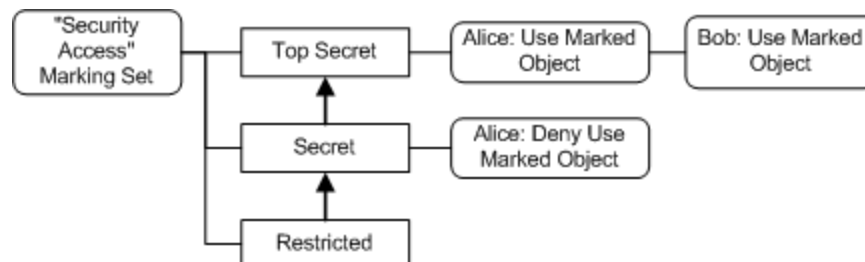 "Security
Access"
Marking Set
Top Secret
Alice: Use Marked
Object
Bob: Use Marked
Object
Secret
Alice: Deny Use
Marked Object
Restricted